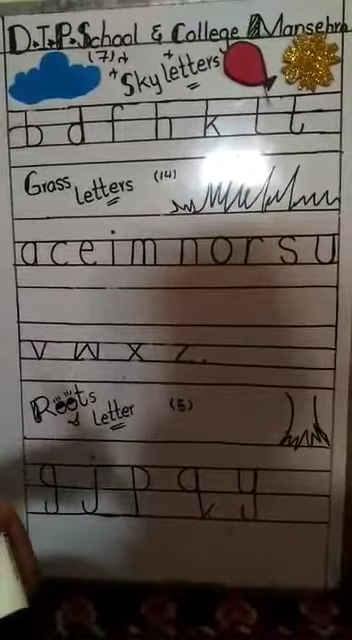 D.J.P.School & College Mansehra
(7)
Sky letters
b d f h k l t
Grass letters (14)
a c e i m n o r s u
v w x z
Roots letter (5)
g j p q y